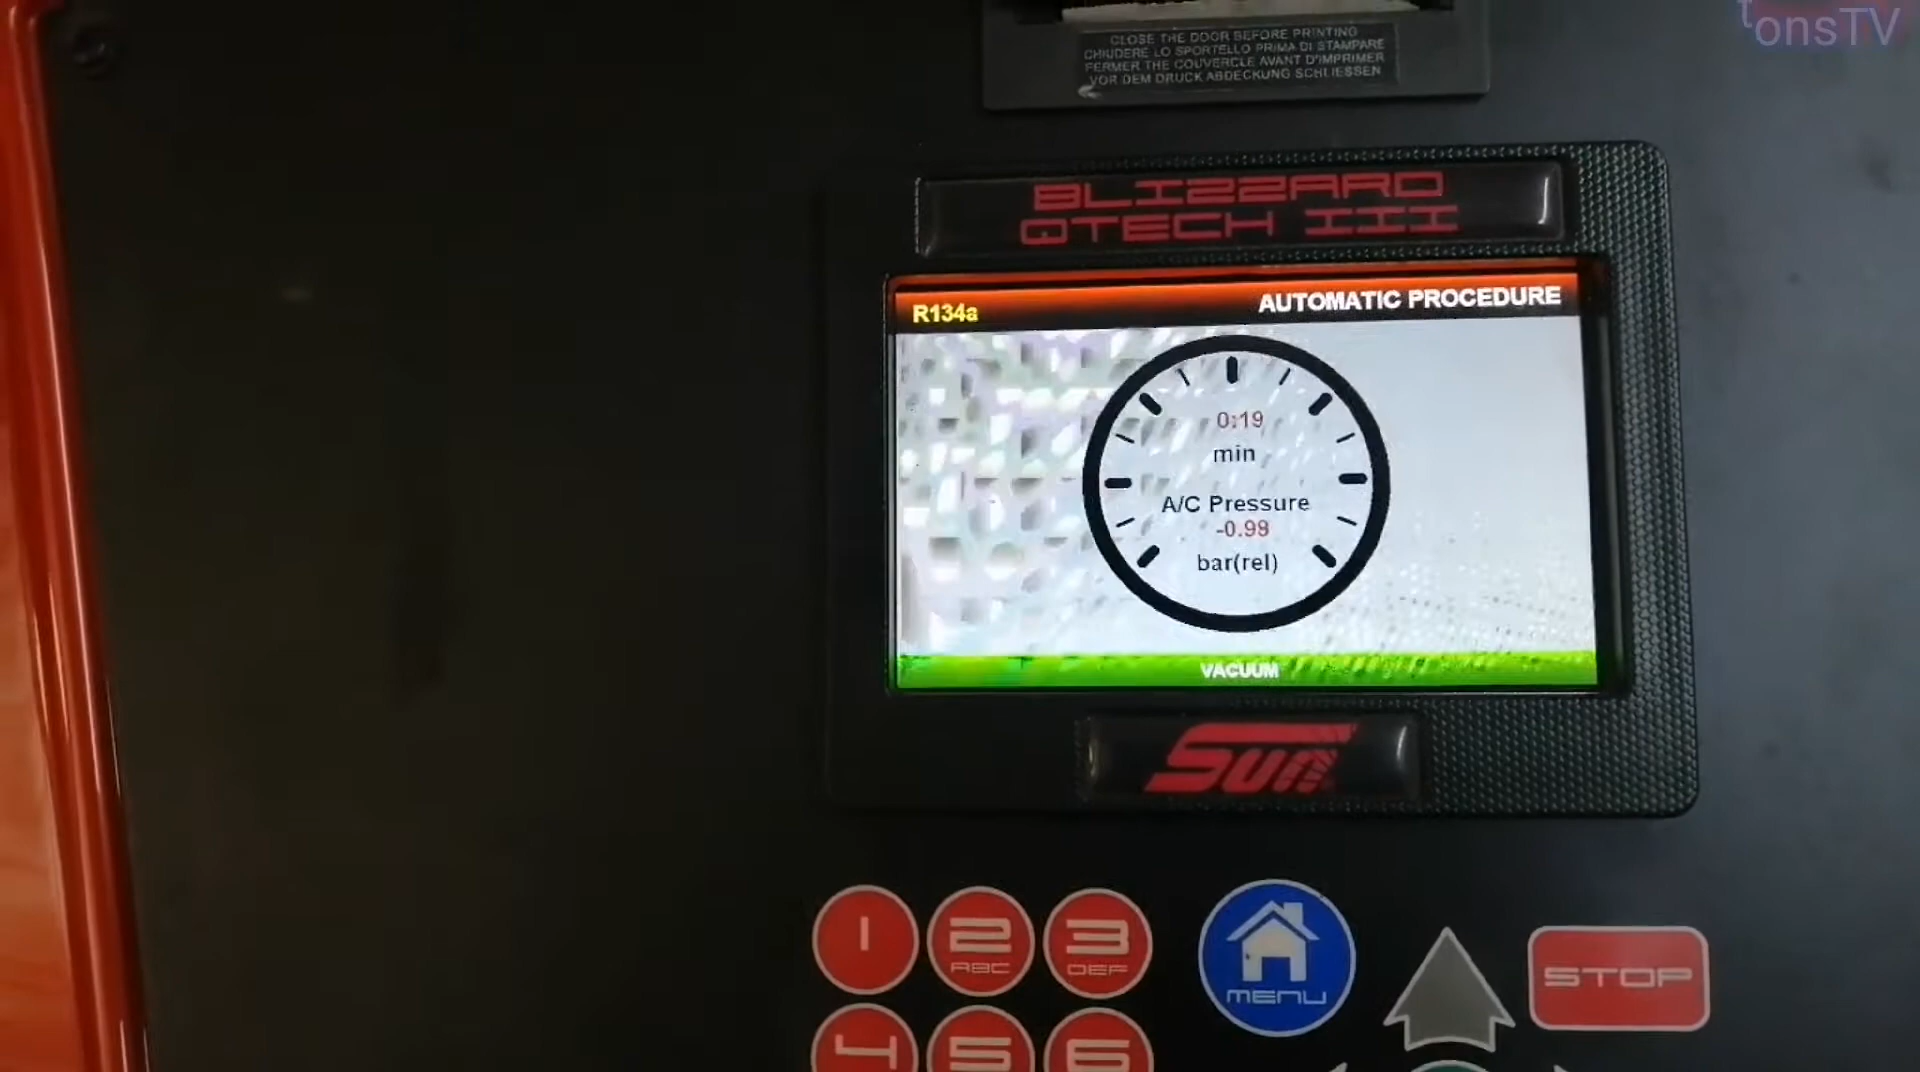 tonsTV
CLOSE THE DOOR BEFORE PRINTING
CHIUDERE LO SPORTELLO PRIMA DI STAMPARE
FERMER THE COUVERCLE AVANT D'IMPRIMER
VOR DEM DRUCK ABDECKUNG SCHLIESSEN
BLIZZARD
QTECH III
R134a
AUTOMATIC PROCEDURE
0:19
min
A/C Pressure
-0.98
bar(rel)
VACUUM
Sun
1
2
ABC
3
DEF
MENU
STOP
4
5
6